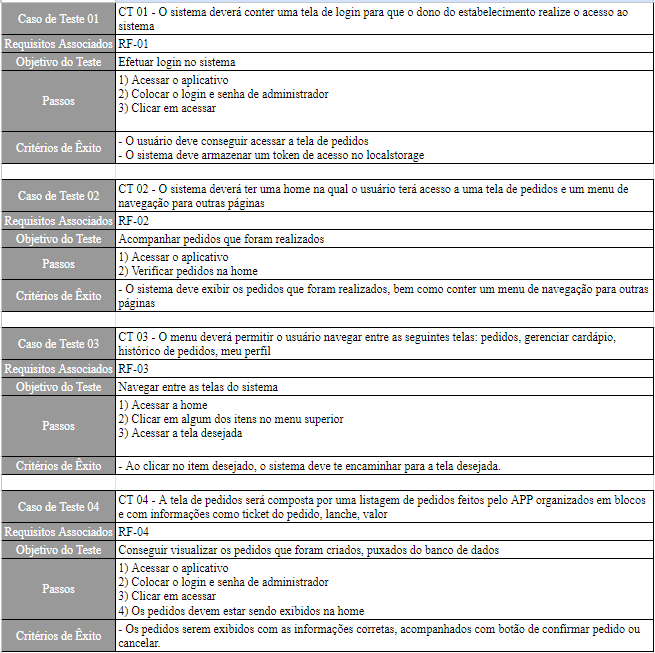 Caso de Teste 01
CT 01 - O sistema deverá conter uma tela de login para que o dono do estabelecimento realize o acesso ao
sistema
Requisitos Associados
RF-01
Objetivo do Teste
Efetuar login no sistema
Passos
1) Acessar o aplicativo
2) Colocar o login e senha de administrador
3) Clicar em acessar
Critérios de Êxito
- O usuário deve conseguir acessar a tela de pedidos
- O sistema deve armazenar um token de acesso no localstorage
Caso de Teste 02
CT 02 - O sistema deverá ter uma home na qual o usuário terá acesso a uma tela de pedidos e um menu de
navegação para outras páginas
Requisitos Associados
RF-02
Objetivo do Teste
Acompanhar pedidos que foram realizados
Passos
1) Acessar o aplicativo
2) Verificar pedidos na home
Critérios de Êxito
- O sistema deve exibir os pedidos que foram realizados, bem como conter um menu de navegação para outras
páginas
Caso de Teste 03
CT 03 - O menu deverá permitir o usuário navegar entre as seguintes telas: pedidos, gerenciar cardápio,
histórico de pedidos, meu perfil
Requisitos Associados
RF-03
Objetivo do Teste
Navegar entre as telas do sistema
Passos
1) Acessar a home
2) Clicar em algum dos itens no menu superior
3) Acessar a tela desejada
Critérios de Êxito
- Ao clicar no item desejado, o sistema deve te encaminhar para a tela desejada.
Caso de Teste 04
CT 04 - A tela de pedidos será composta por uma listagem de pedidos feitos pelo APP organizados em blocos
e com informações como ticket do pedido, lanche, valor
Requisitos Associados
RF-04
Objetivo do Teste
Conseguir visualizar os pedidos que foram criados, puxados do banco de dados
Passos
1) Acessar o aplicativo
2) Colocar o login e senha de administrador
3) Clicar em acessar
4) Os pedidos devem estar sendo exibidos na home
Critérios de Êxito
- Os pedidos serem exibidos com as informações corretas, acompanhados com botão de confirmar pedido ou
cancelar.